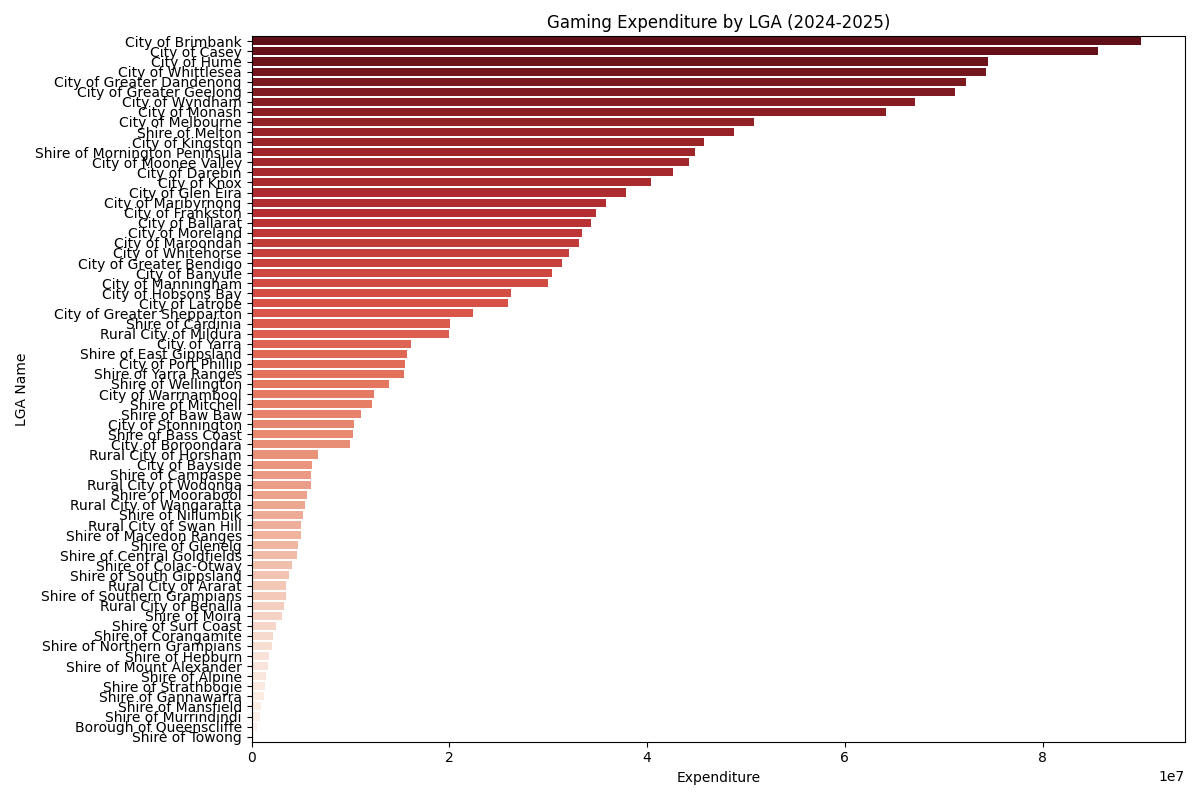 Gaming Expenditure by LGA (2024-2025)
City of Brimbank
City of Casey
City of Hume
City of Whittlesea
City of Greater Dandenong
City of Greater Geelong
City of Wyndham
City of Monash
City of Melbourne
Shire of Melton
City of Kingston
Shire of Mornington Peninsula
City of Moonee Valley
City of Darebin
City of Knox
City of Glen Eira
City of Maribyrnong
City of Frankston
City of Ballarat
City of Moreland
City of Maroondah
City of Whitehorse
City of Greater Bendigo
City of Banyule
City of Manningham
City of Hobsons Bay
City of Latrobe
City of Greater Shepparton
Shire of Cardinia
Rural City of Mildura
City of Yarra
Shire of East Gippsland
City of Port Phillip
Shire of Yarra Ranges
Shire of Wellington
City of Warrnambool
Shire of Mitchell
Shire of Baw Baw
City of Stonnington
Shire of Bass Coast
City of Boroondara
Rural City of Horsham
City of Bayside
Shire of Campaspe
Rural City of Wodonga
Shire of Moorabool
Rural City of Wangaratta
Shire of Nillumbik
Rural City of Swan Hill
Shire of Macedon Ranges
Shire of Glenelg
Shire of Central Goldfields
Shire of Colac-Otway
Shire of South Gippsland
Rural City of Ararat
Shire of Southern Grampians
Rural City of Benalla
Shire of Moira
Shire of Surf Coast
Shire of Corangamite
Shire of Northern Grampians
Shire of Hepburn
Shire of Mount Alexander
Shire of Alpine
Shire of Strathbogie
Shire of Gannawarra
Shire of Mansfield
Shire of Murrindindi
Borough of Queenscliffe
Shire of Towong
LGA Name
0 2 4 6 8
1e7
Expenditure